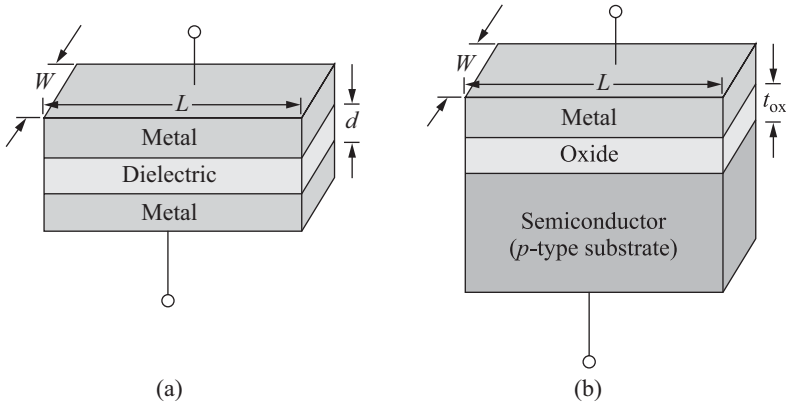 W
L
d
Metal
Dielectric
Metal
(a)
W
L
t_ox
Metal
Oxide
Semiconductor
(p-type substrate)
(b)